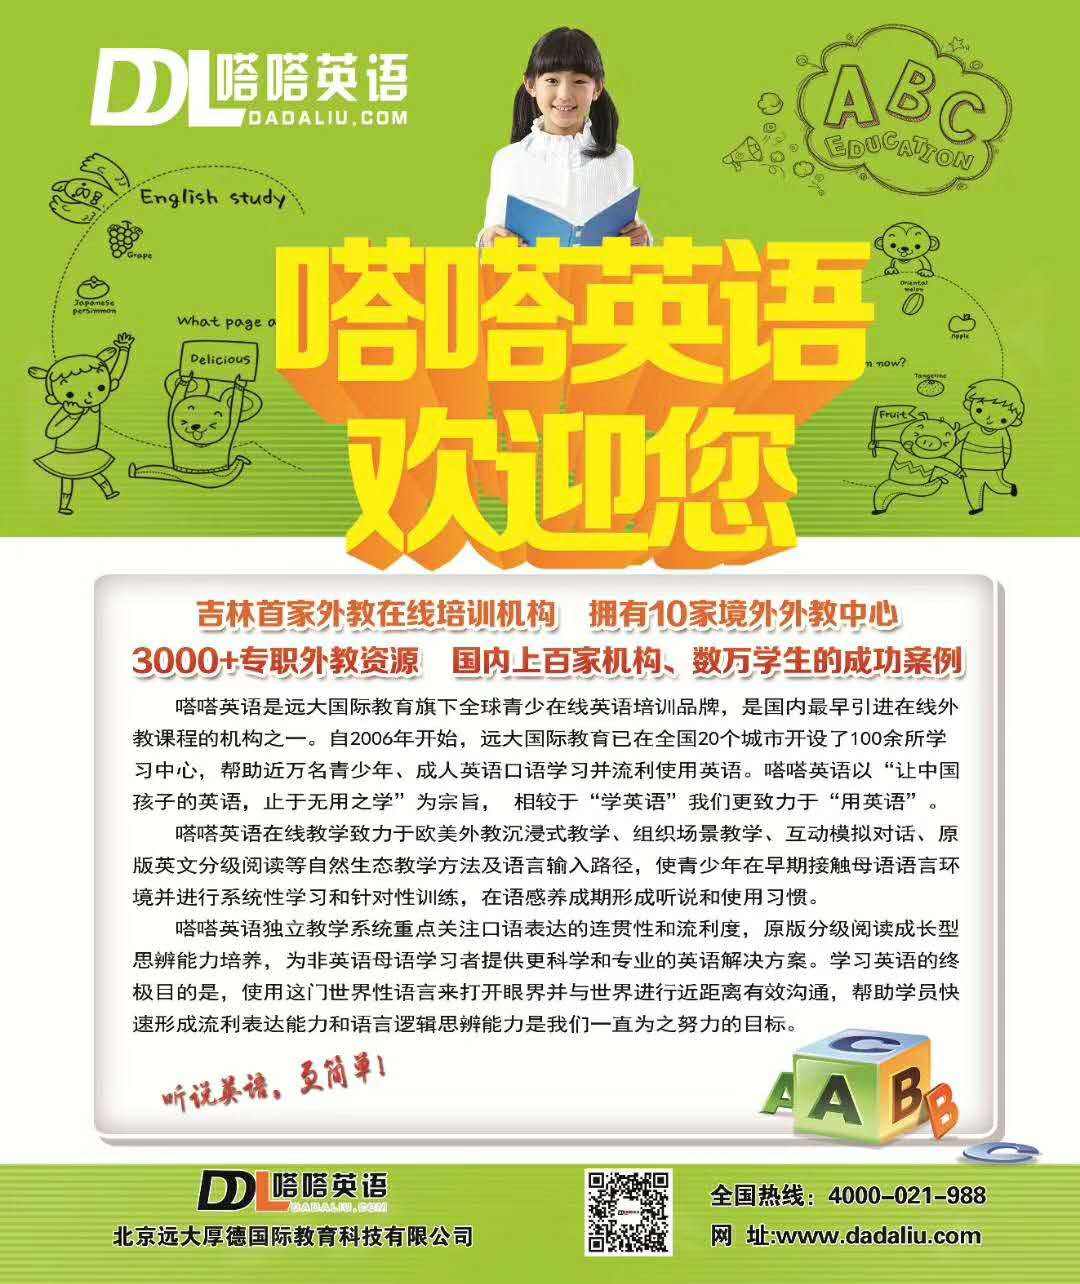 DDL嗒嗒英语
DADALIU.COM
ABC
EDUCATION
English study
Grape
Japanese
persimmon
What page a
Delicious
Oriental
melon
Apple
n now?
Tangerine
Fruit
嗒嗒英语
欢迎您
吉林首家外教在线培训机构 拥有10家境外外教中心
3000+专职外教资源 国内上百家机构、数万学生的成功案例
嗒嗒英语是远大国际教育旗下全球青少在线英语培训品牌，是国内最早引进在线外
教课程的机构之一。自2006年开始，远大国际教育已在全国20个城市开设了100余所学
习中心，帮助近万名青少年、成人英语口语学习并流利使用英语。嗒嗒英语以“让中国
孩子的英语，止于无用之学”为宗旨， 相较于“学英语”我们更致力于“用英语”。
嗒嗒英语在线教学致力于欧美外教沉浸式教学、组织场景教学、互动模拟对话、原
版英文分级阅读等自然生态教学方法及语言输入路径，使青少年在早期接触母语语言环
境并进行系统性学习和针对性训练，在语感养成期形成听说和使用习惯。
嗒嗒英语独立教学系统重点关注口语表达的连贯性和流利度，原版分级阅读成长型
思辨能力培养，为非英语母语学习者提供更科学和专业的英语解决方案。学习英语的终
极目的是，使用这门世界性语言来打开眼界并与世界进行近距离有效沟通，帮助学员快
速形成流利表达能力和语言逻辑思辨能力是我们一直为之努力的目标。
听说英语。更简单！
C
A A B B
C
DDL嗒嗒英语
DADALIU.COM
北京远大厚德国际教育科技有限公司
全国热线：4000-021-988
网 址:www.dadaliu.com